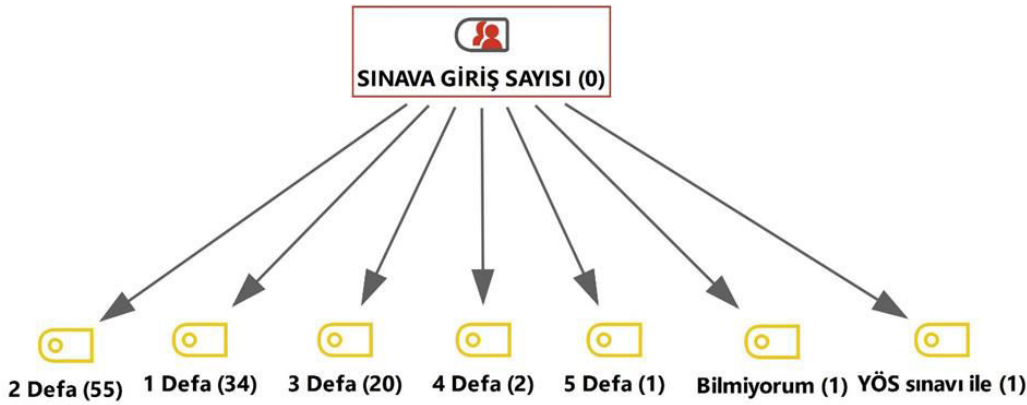 SINAVA GİRİŞ SAYISI (0)
2 Defa (55)
1 Defa (34)
3 Defa (20)
4 Defa (2)
5 Defa (1)
Bilmiyorum (1)
YÖS sınavı ile (1)